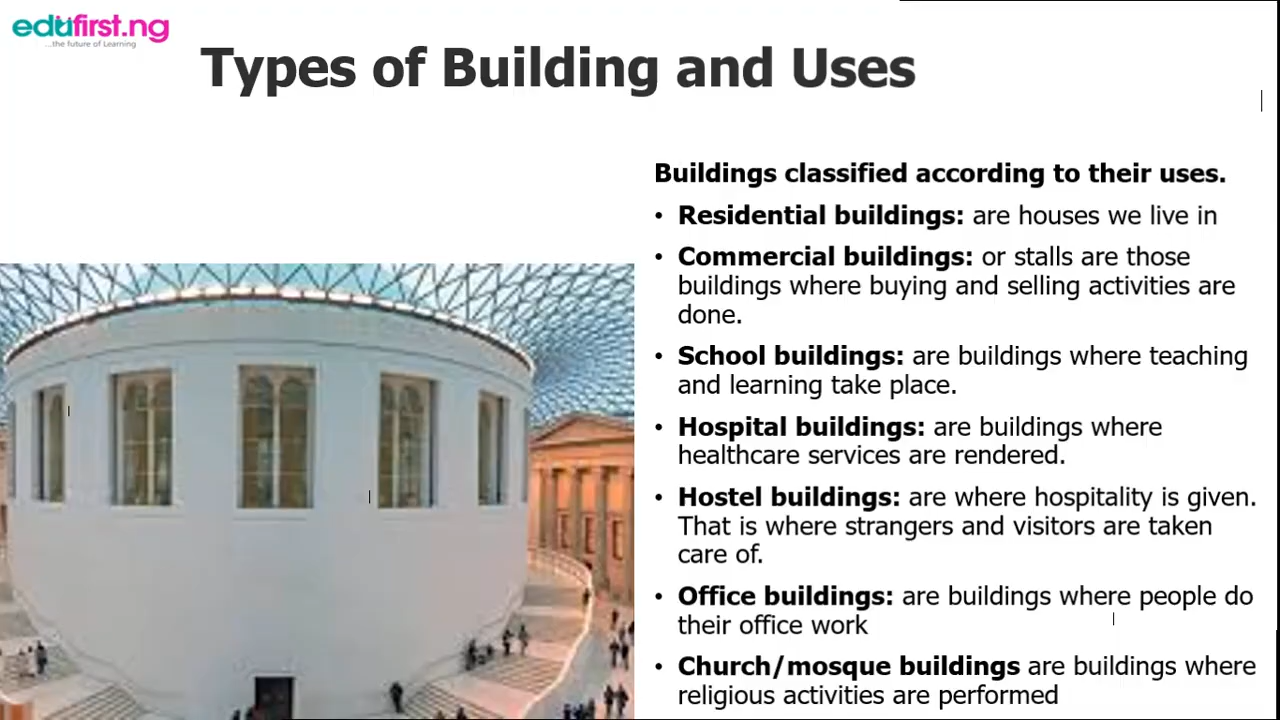 edufirst.ng
...the future of Learning
Types of Building and Uses
Buildings classified according to their uses.
• Residential buildings: are houses we live in
• Commercial buildings: or stalls are those
buildings where buying and selling activities are
done.
• School buildings: are buildings where teaching
and learning take place.
• Hospital buildings: are buildings where
healthcare services are rendered.
• Hostel buildings: are where hospitality is given.
That is where strangers and visitors are taken
care of.
• Office buildings: are buildings where people do
their office work
• Church/mosque buildings are buildings where
religious activities are performed